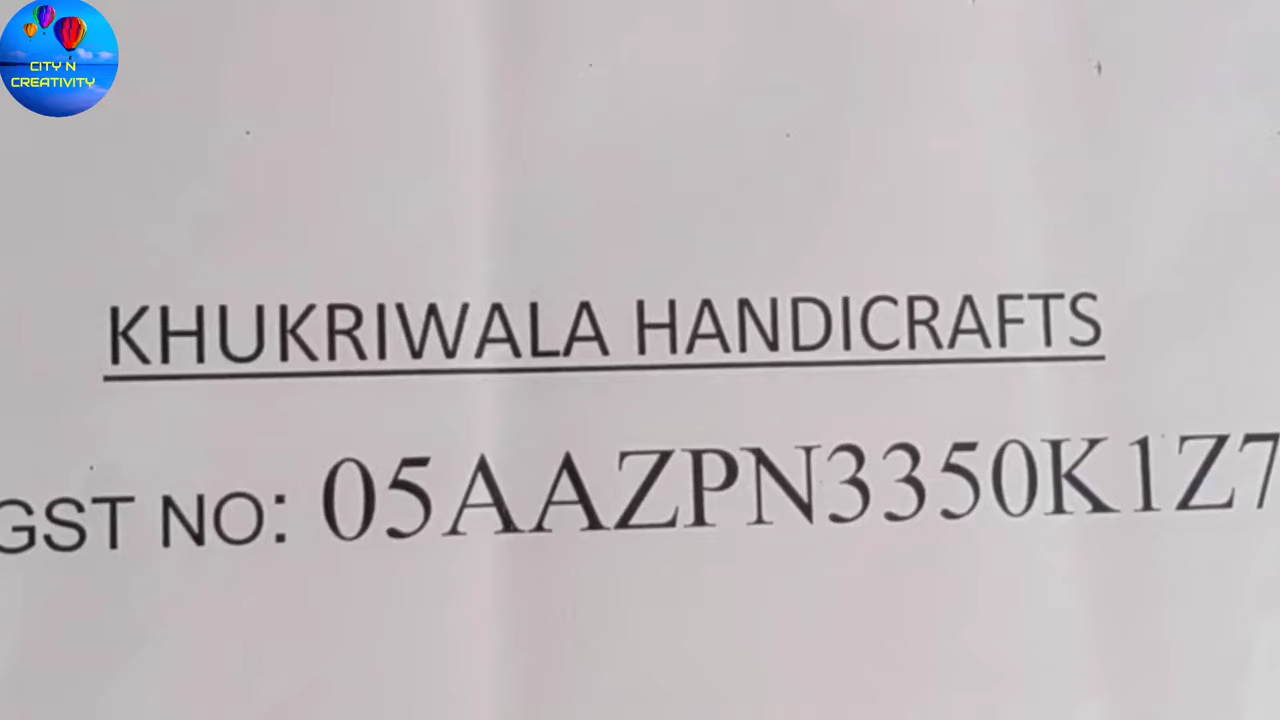 CITY N
CREATIVITY
KHUKRIWALA HANDICRAFTS
GST NO: 05AAZPN3350K1Z7